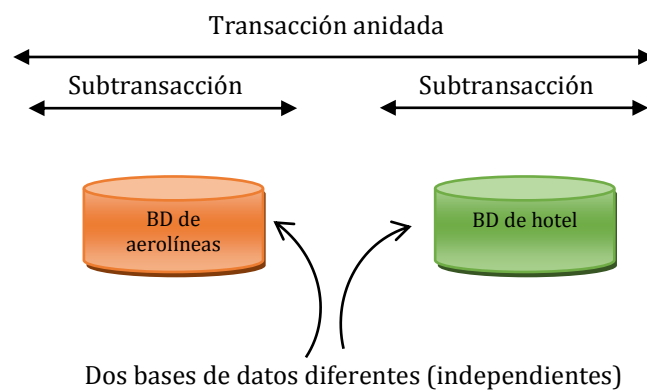 Transacción anidada
Subtransacción
Subtransacción
BD de
aerolíneas
BD de hotel
Dos bases de datos diferentes (independientes)